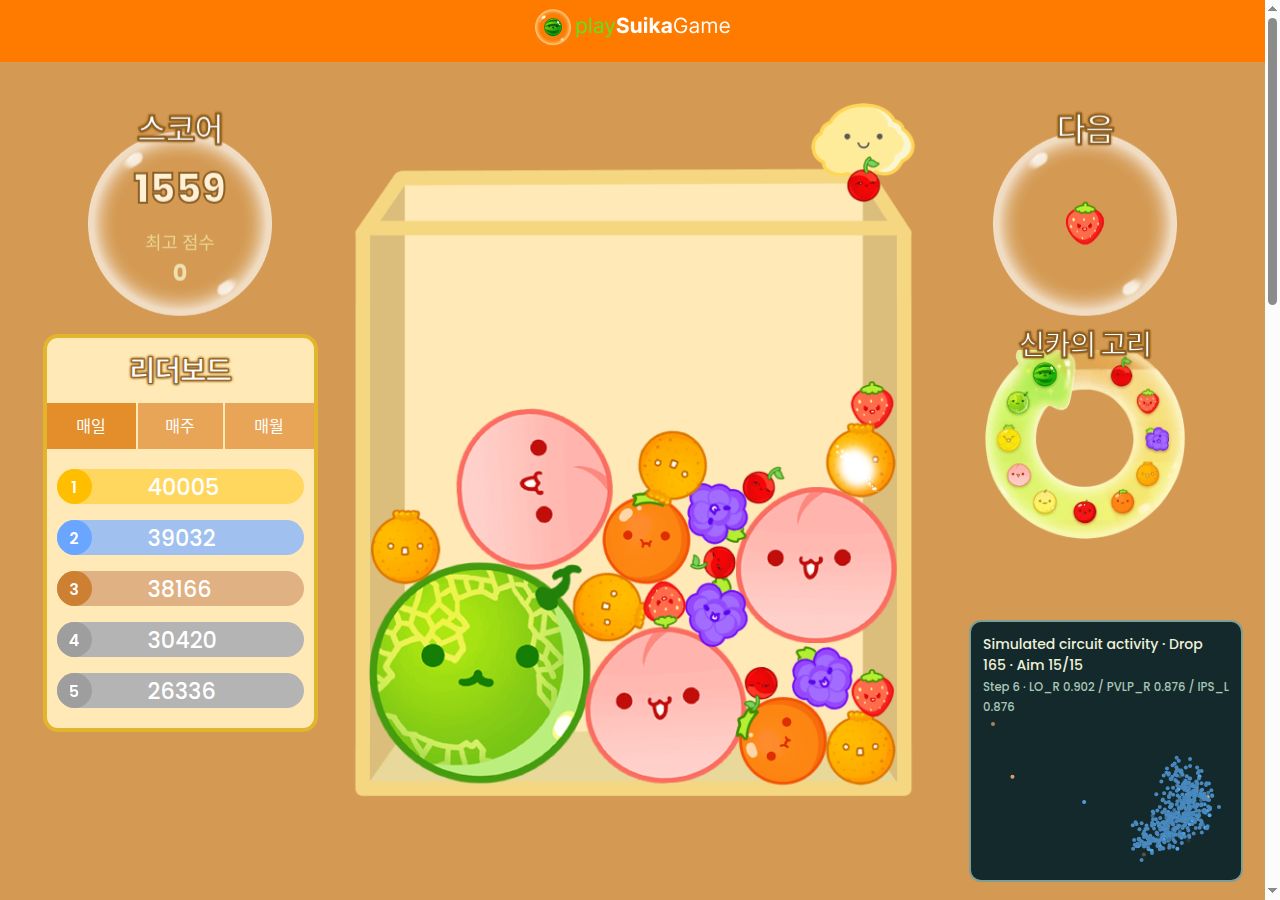 playSuikaGame
스코어
1559
최고 점수
0
리더보드
매일 매주 매월
1 40005
2 39032
3 38166
4 30420
5 26336
다음
신카의 고리
Simulated circuit activity · Drop
165 · Aim 15/15
Step 6 · LO_R 0.902 / PVLP_R 0.876 / IPS_L
0.876